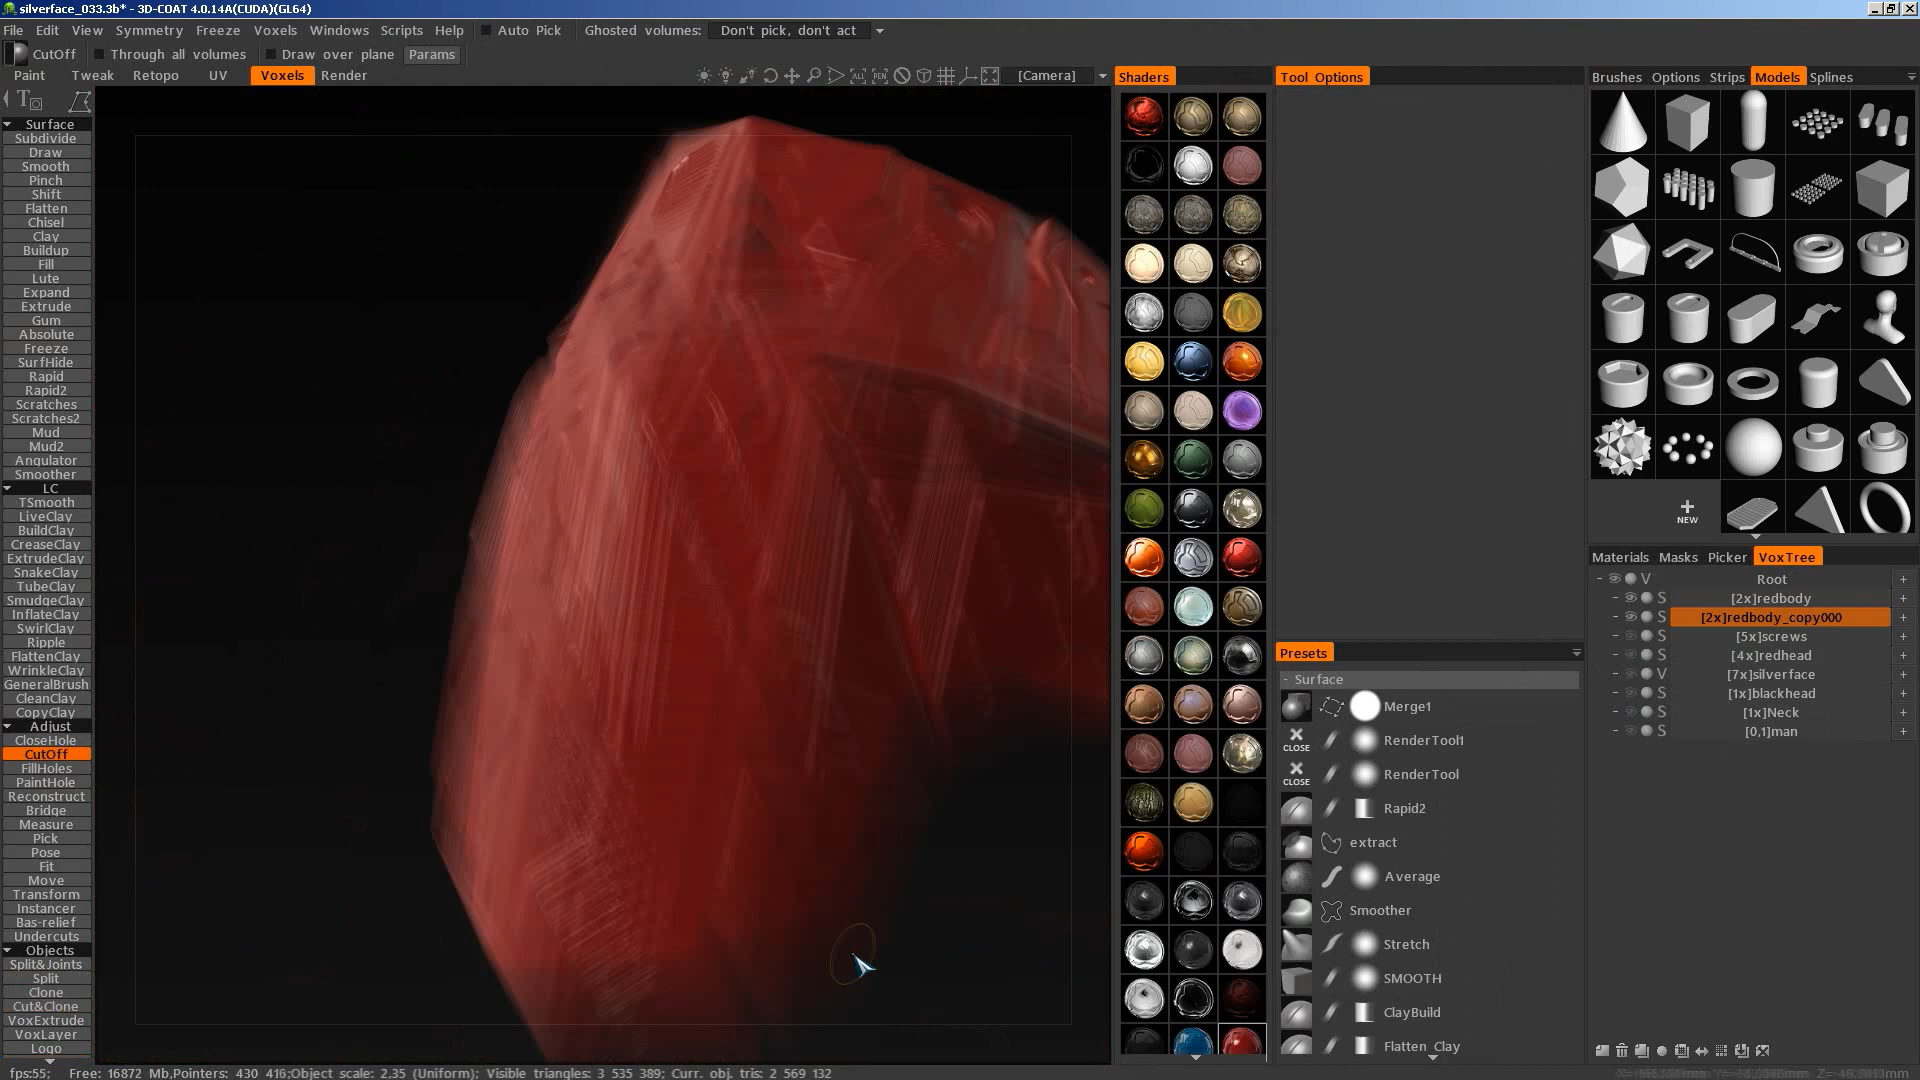 silverface_033.3b* - 3D-COAT 4.0.14A(CUDA)(GL64)
File Edit View Symmetry Freeze Voxels Windows Scripts Help Auto Pick Ghosted volumes: Don't pick, don't act
CutOff Through all volumes Draw over plane Params
Paint Tweak Retopo UV Voxels Render [Camera]
Surface
Subdivide
Draw
Smooth
Pinch
Shift
Flatten
Chisel
Clay
Buildup
Fill
Lute
Expand
Extrude
Gum
Absolute
Freeze
SurfHide
Rapid
Rapid2
Scratches
Scratches2
Mud
Mud2
Angulator
Smoother
LC
TSmooth
LiveClay
BuildClay
CreaseClay
ExtrudeClay
SnakeClay
TubeClay
SmudgeClay
InflateClay
SwirlClay
Ripple
FlattenClay
WrinkleClay
GeneralBrush
CleanClay
CopyClay
Adjust
CloseHole
CutOff
FillHoles
PaintHole
Reconstruct
Bridge
Measure
Pick
Pose
Fit
Move
Transform
Instancer
Bas-relief
Undercuts
Objects
Split&Joints
Split
Clone
Cut&Clone
VoxExtrude
VoxLayer
Logo
Shaders
Tool Options
Presets
- Surface
Merge1
CLOSE RenderTool1
CLOSE RenderTool
Rapid2
extract
Average
Smoother
Stretch
SMOOTH
ClayBuild
Flatten_Clay
Brushes Options Strips Models Splines
+ NEW
Materials Masks Picker VoxTree
- V Root +
- S [2x]redbody +
- S [2x]redbody_copy000 +
- S [5x]screws +
- S [4x]redhead +
- V [7x]silverface +
- S [1x]blackhead +
- S [1x]Neck +
- S [0,1]man +
fps:55; Free: 16872 Mb,Pointers: 430 416;Object scale: 2,35 (Uniform); Visible triangles: 3 535 389; Curr. obj. tris: 2 569 132